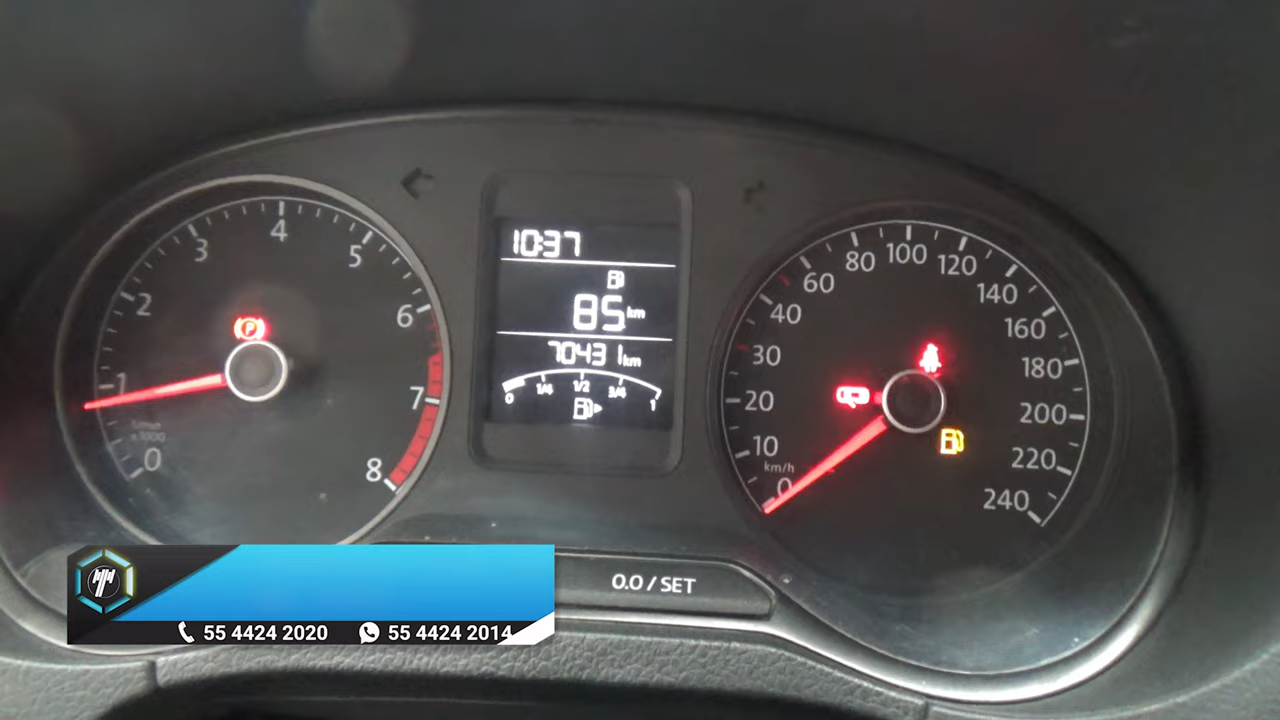 10:37
85 km
70431 km
0 1/4 1/2 3/4 1
0 1 2 3 4 5 6 7 8
x1000
P
0 10 20 30 40 60 80 100 120 140 160 180 200 220 240
km/h
0.0 / SET
55 4424 2020 55 4424 2014